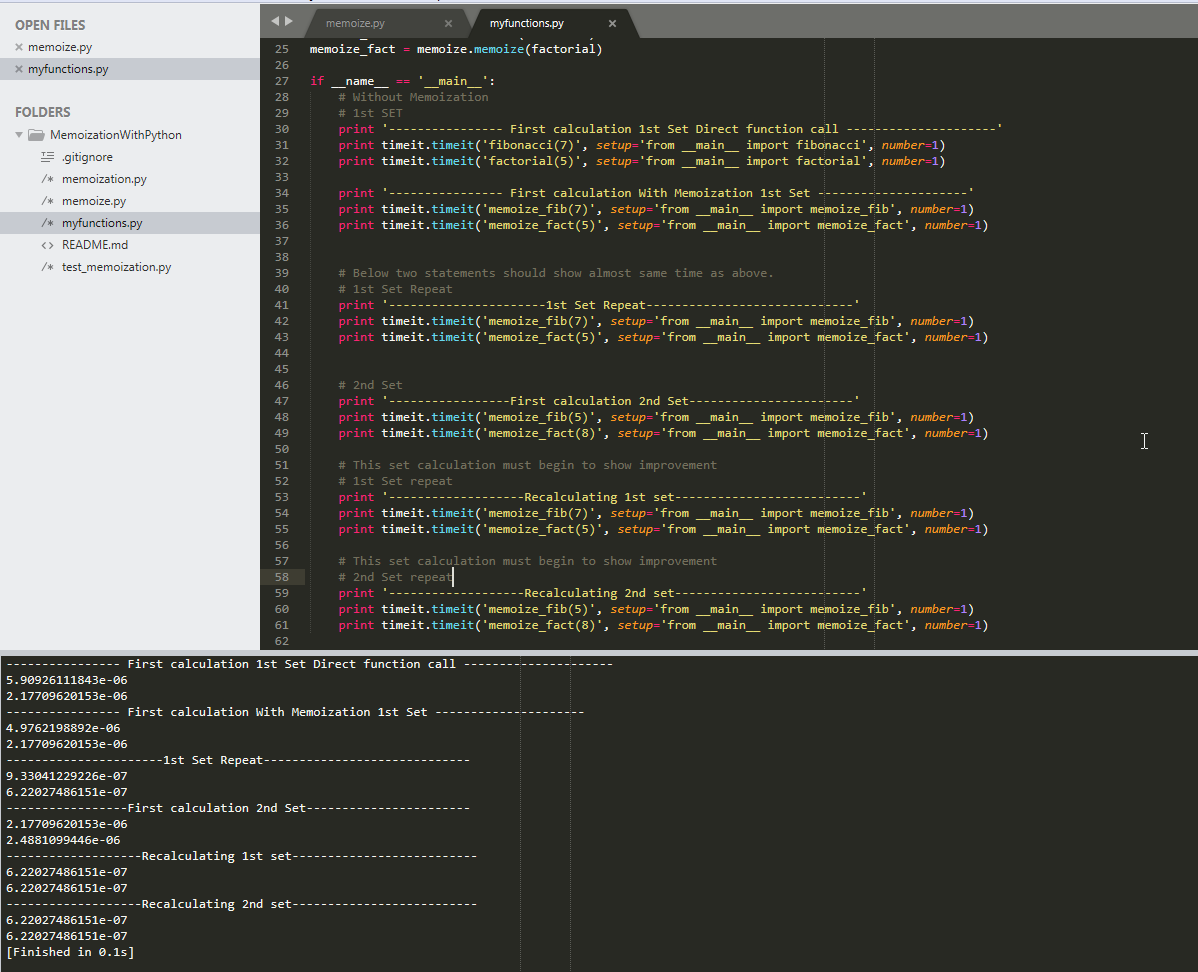 OPEN FILES
memoize.py
myfunctions.py
FOLDERS
MemoizationWithPython
.gitignore
memoization.py
memoize.py
myfunctions.py
README.md
test_memoization.py
memoize.py
myfunctions.py
25 memoize_fact = memoize.memoize(factorial)
26
27 if __name__ == '__main__':
28 # Without Memoization
29 # 1st SET
30 print '---------------- First calculation 1st Set Direct function call ---------------------'
31 print timeit.timeit('fibonacci(7)', setup='from __main__ import fibonacci', number=1)
32 print timeit.timeit('factorial(5)', setup='from __main__ import factorial', number=1)
33
34 print '---------------- First calculation With Memoization 1st Set ---------------------'
35 print timeit.timeit('memoize_fib(7)', setup='from __main__ import memoize_fib', number=1)
36 print timeit.timeit('memoize_fact(5)', setup='from __main__ import memoize_fact', number=1)
37
38
39 # Below two statements should show almost same time as above.
40 # 1st Set Repeat
41 print '----------------------1st Set Repeat-----------------------------'
42 print timeit.timeit('memoize_fib(7)', setup='from __main__ import memoize_fib', number=1)
43 print timeit.timeit('memoize_fact(5)', setup='from __main__ import memoize_fact', number=1)
44
45
46 # 2nd Set
47 print '-----------------First calculation 2nd Set-----------------------'
48 print timeit.timeit('memoize_fib(5)', setup='from __main__ import memoize_fib', number=1)
49 print timeit.timeit('memoize_fact(8)', setup='from __main__ import memoize_fact', number=1)
50
51 # This set calculation must begin to show improvement
52 # 1st Set repeat
53 print '-------------------Recalculating 1st set--------------------------'
54 print timeit.timeit('memoize_fib(7)', setup='from __main__ import memoize_fib', number=1)
55 print timeit.timeit('memoize_fact(5)', setup='from __main__ import memoize_fact', number=1)
56
57 # This set calculation must begin to show improvement
58 # 2nd Set repeat
59 print '-------------------Recalculating 2nd set--------------------------'
60 print timeit.timeit('memoize_fib(5)', setup='from __main__ import memoize_fib', number=1)
61 print timeit.timeit('memoize_fact(8)', setup='from __main__ import memoize_fact', number=1)
62
---------------- First calculation 1st Set Direct function call ---------------------
5.90926111843e-06
2.17709620153e-06
---------------- First calculation With Memoization 1st Set ---------------------
4.9762198892e-06
2.17709620153e-06
----------------------1st Set Repeat-----------------------------
9.33041229226e-07
6.22027486151e-07
-----------------First calculation 2nd Set-----------------------
2.17709620153e-06
2.4881099446e-06
-------------------Recalculating 1st set--------------------------
6.22027486151e-07
6.22027486151e-07
-------------------Recalculating 2nd set--------------------------
6.22027486151e-07
6.22027486151e-07
[Finished in 0.1s]